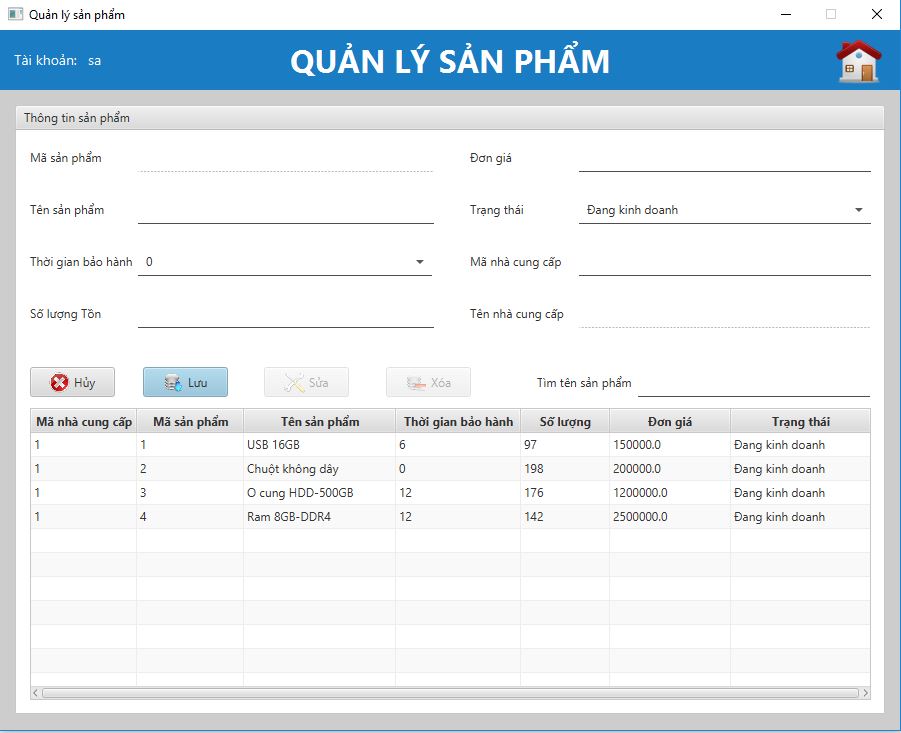 Quản lý sản phẩm
Tài khoản: sa
QUẢN LÝ SẢN PHẨM
Thông tin sản phẩm
Mã sản phẩm Đơn giá
Tên sản phẩm Trạng thái Đang kinh doanh
Thời gian bảo hành 0 Mã nhà cung cấp
Số lượng Tồn Tên nhà cung cấp
Hủy Lưu Sửa Xóa Tìm tên sản phẩm
Mã nhà cung cấp Mã sản phẩm Tên sản phẩm Thời gian bảo hành Số lượng Đơn giá Trạng thái
1 1 USB 16GB 6 97 150000.0 Đang kinh doanh
1 2 Chuột không dây 0 198 200000.0 Đang kinh doanh
1 3 O cung HDD-500GB 12 176 1200000.0 Đang kinh doanh
1 4 Ram 8GB-DDR4 12 142 2500000.0 Đang kinh doanh